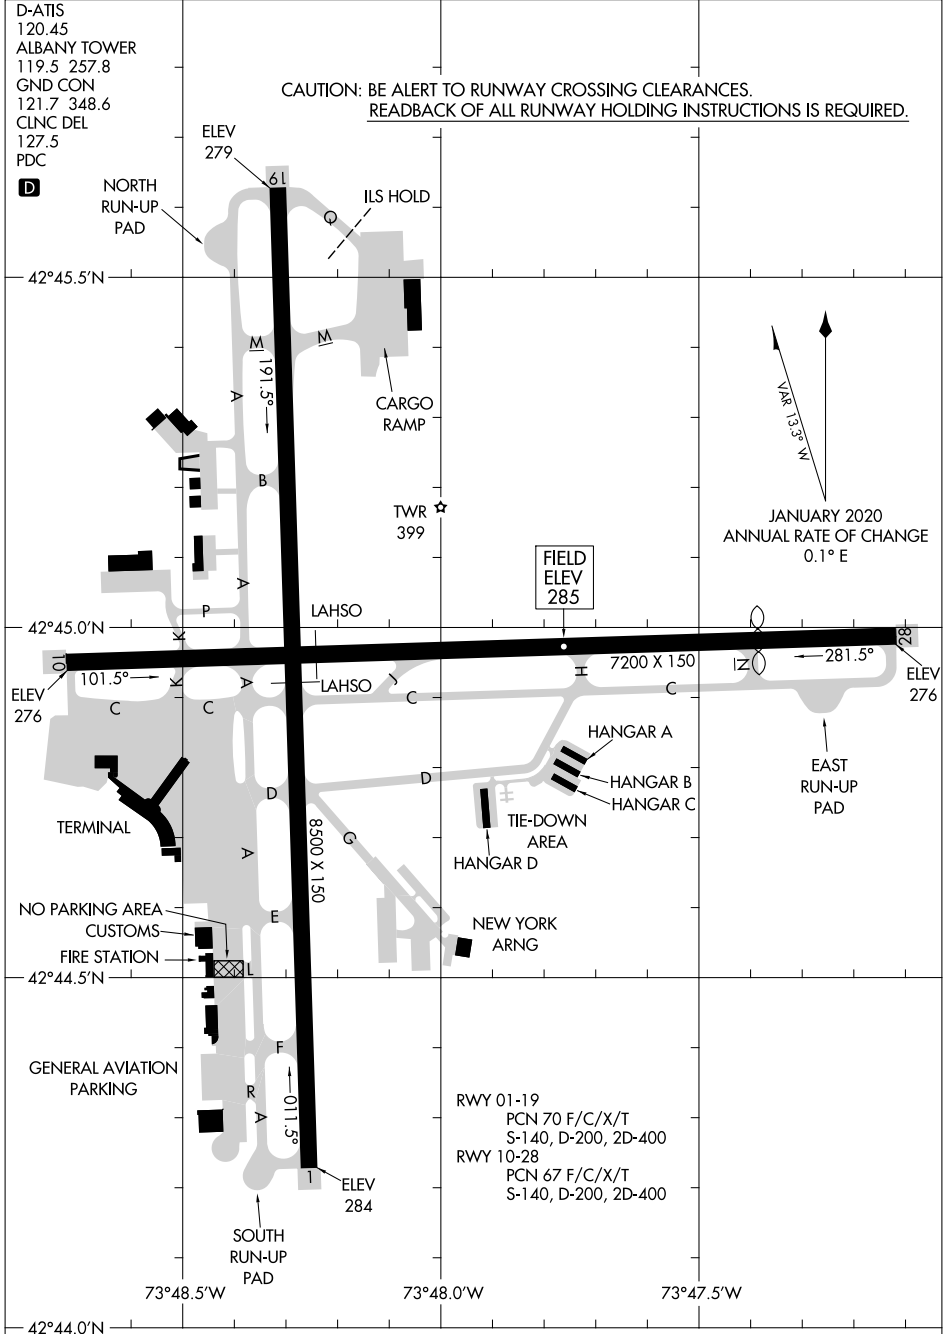 D-ATIS
120.45
ALBANY TOWER
119.5 257.8
GND CON
121.7 348.6
CLNC DEL
127.5
PDC
D
CAUTION: BE ALERT TO RUNWAY CROSSING CLEARANCES.
READBACK OF ALL RUNWAY HOLDING INSTRUCTIONS IS REQUIRED.
ELEV
279
19
NORTH
RUN-UP
PAD
Q
ILS HOLD
42°45.5'N
M
M
191.5°
A
CARGO
RAMP
VAR 13.3° W
B
TWR
399
JANUARY 2020
ANNUAL RATE OF CHANGE
0.1° E
FIELD
ELEV
285
A
P
LAHSO
K
42°45.0'N
28
10
101.5°
7200 X 150
N
281.5°
ELEV
276
K
A
LAHSO
J
H
C
ELEV
276
C
C
C
HANGAR A
HANGAR B
HANGAR C
D
D
EAST
RUN-UP
PAD
TERMINAL
A
8500 X 150
G
TIE-DOWN
AREA
HANGAR D
NO PARKING AREA
CUSTOMS
FIRE STATION
E
NEW YORK
ARNG
L
42°44.5'N
F
GENERAL AVIATION
PARKING
R
A
011.5°
RWY 01-19
PCN 70 F/C/X/T
S-140, D-200, 2D-400
RWY 10-28
PCN 67 F/C/X/T
S-140, D-200, 2D-400
1
ELEV
284
SOUTH
RUN-UP
PAD
73°48.5'W
73°48.0'W
73°47.5'W
42°44.0'N